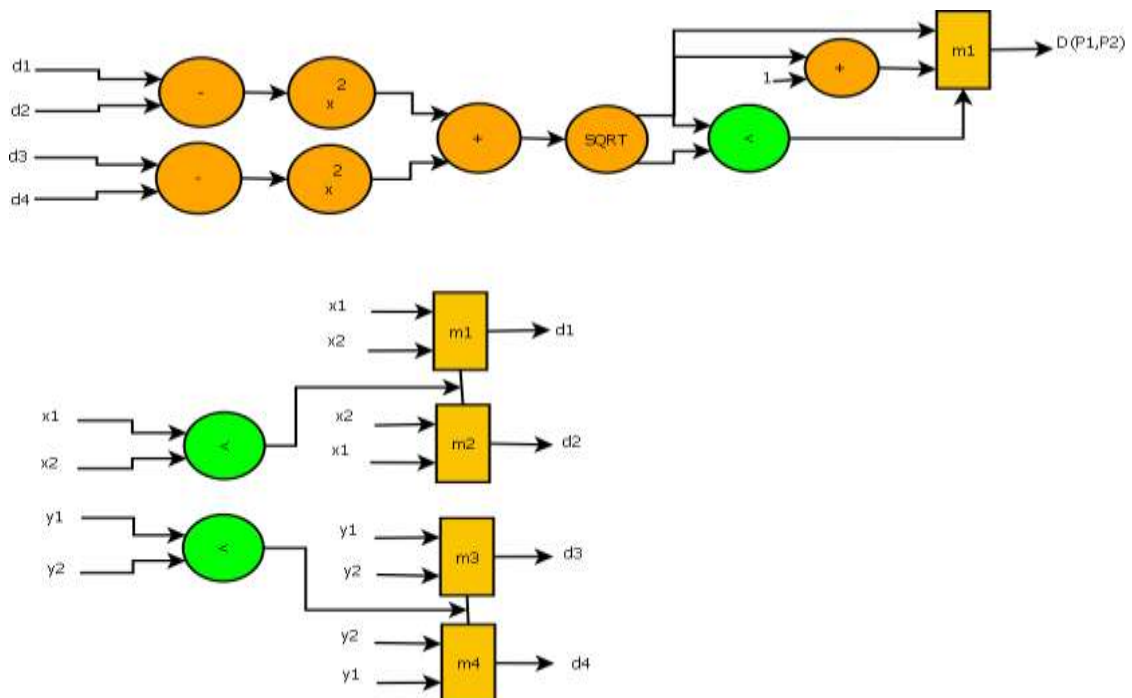 d1
d2
d3
d4
-
-
x 2
x 2
+
SQRT
1
+
<
m1
D(P1,P2)
x1
x2
m1
d1
x1
x2
<
x2
x1
m2
d2
y1
y2
<
y1
y2
m3
d3
y2
y1
m4
d4